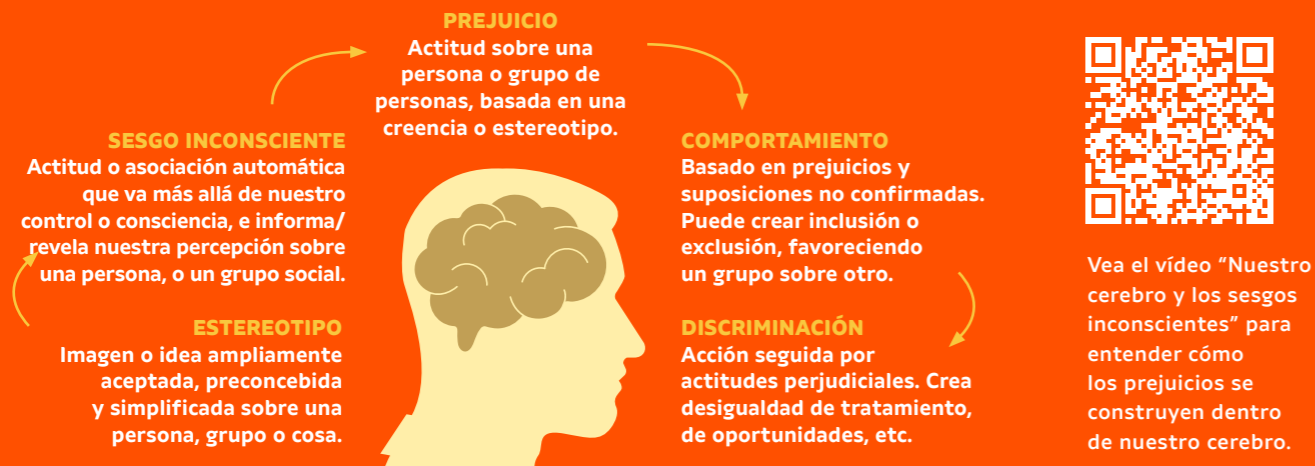 PREJUICIO
Actitud sobre una
persona o grupo de
personas, basada en una
creencia o estereotipo.
SESGO INCONSCIENTE
Actitud o asociación automática
que va más allá de nuestro
control o consciencia, e informa/
revela nuestra percepción sobre
una persona, o un grupo social.
ESTEREOTIPO
Imagen o idea ampliamente
aceptada, preconcebida
y simplificada sobre una
persona, grupo o cosa.
COMPORTAMIENTO
Basado en prejuicios y
suposiciones no confirmadas.
Puede crear inclusión o
exclusión, favoreciendo
un grupo sobre otro.
DISCRIMINACIÓN
Acción seguida por
actitudes perjudiciales. Crea
desigualdad de tratamiento,
de oportunidades, etc.
Vea el vídeo "Nuestro
cerebro y los sesgos
inconscientes" para
entender cómo
los prejuicios se
construyen dentro
de nuestro cerebro.